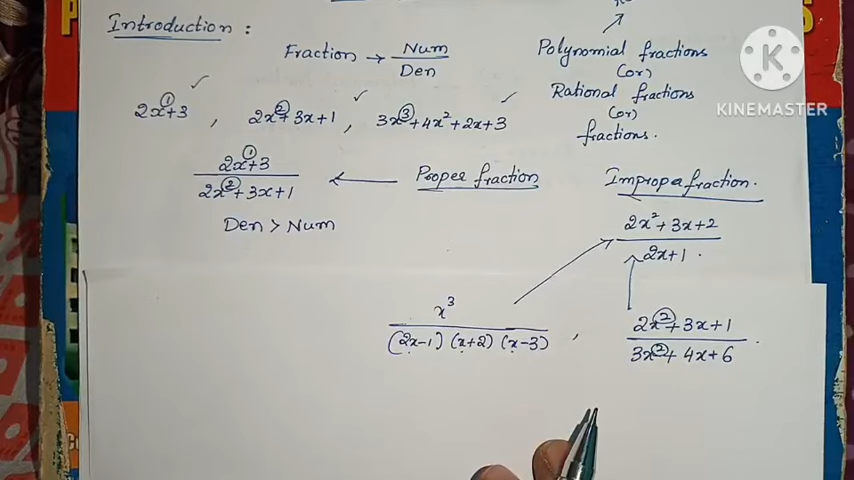 Introduction :
Fraction → Num
Den
Polynomial fractions
(or)
Rational fractions
(or)
fractions.
K
KINEMASTER
2x+3 , 2x²+3x+1 , 3x³+4x²+2x+3
2x+3
2x²+3x+1
Proper fraction
Improper fraction.
Den > Num
2x²+3x+2
2x+1 .
x³
(2x-1) (x+2) (x-3) ,
2x²+3x+1
3x²+4x+6 .